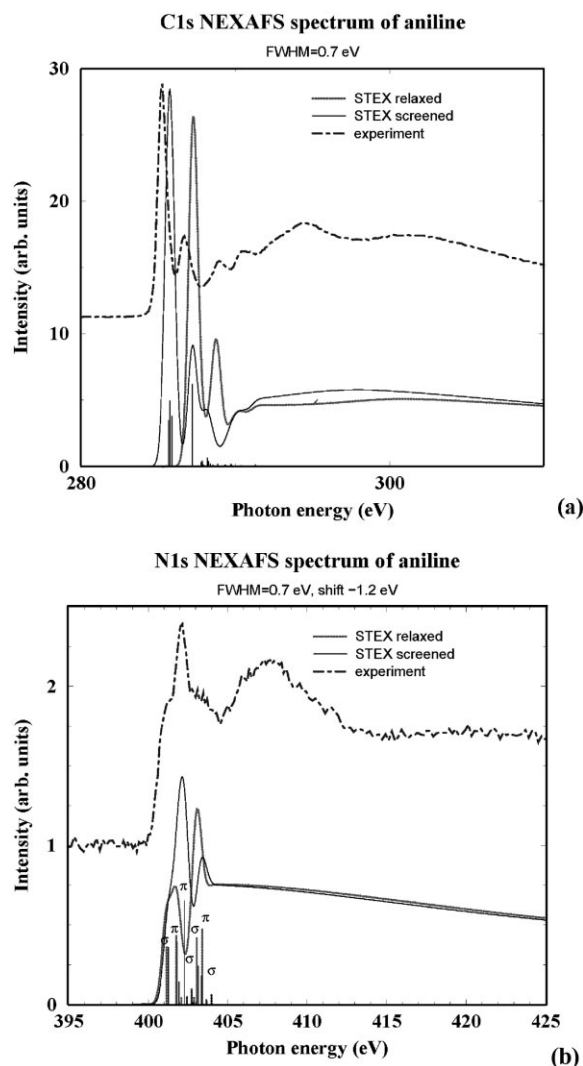 C1s NEXAFS spectrum of aniline
FWHM=0.7 eV
STEX relaxed
STEX screened
experiment
Intensity (arb. units)
30
20
10
0
280
300
Photon energy (eV)
(a)
N1s NEXAFS spectrum of aniline
FWHM=0.7 eV, shift −1.2 eV
STEX relaxed
STEX screened
experiment
Intensity (arb. units)
2
1
0
σ
π
π
σ
σ
π
σ
395 400 405 410 415 420 425
Photon energy (eV)
(b)